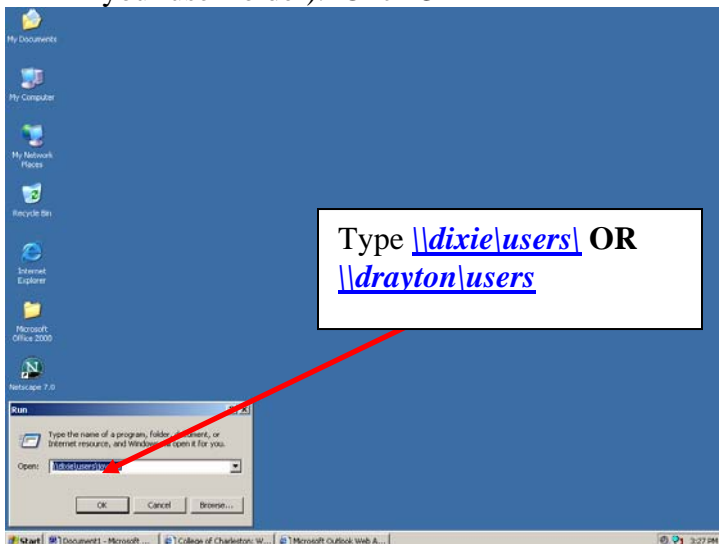 My Documents
My Computer
My Network
Places
Recycle Bin
Internet
Explorer
Microsoft
Office 2000
Netscape 7.0
Type \\dixie\users\ OR
\\drayton\users
Run
Type the name of a program, folder, document, or
Internet resource, and Windows will open it for you.
Open:
OK Cancel Browse...
Start Document1 - Microsoft ... College of Charleston: W... Microsoft Outlook Web A... 3:27 PM